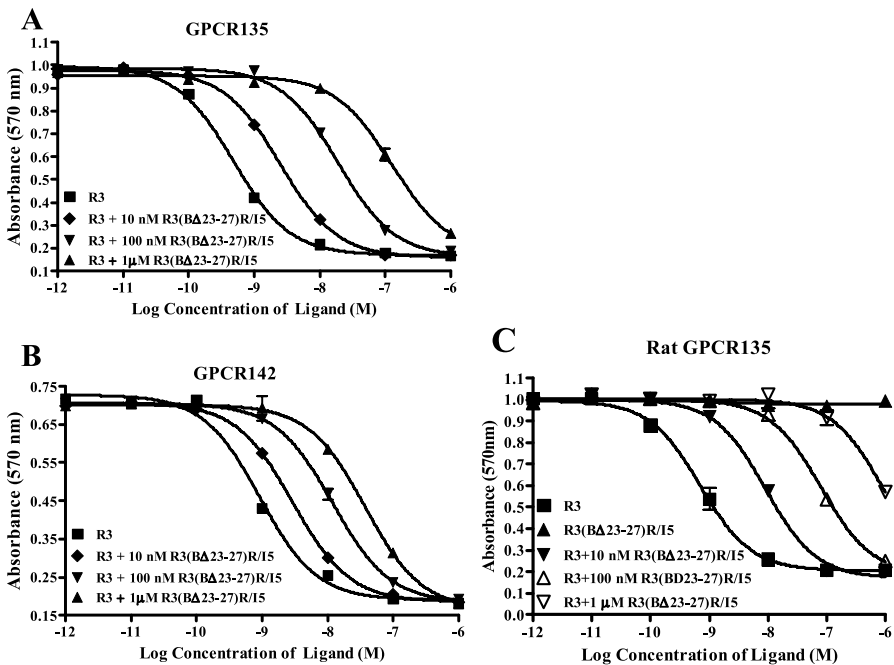 A
GPCR135
1.1
1.0
0.9
0.8
0.7
0.6
0.5
0.4
0.3
0.2
0.1
Absorbance (570 nm)
R3
R3 + 10 nM R3(BΔ23-27)R/I5
R3 + 100 nM R3(BΔ23-27)R/I5
R3 + 1μM R3(BΔ23-27)R/I5
-12 -11 -10 -9 -8 -7 -6
Log Concentration of Ligand (M)
B
GPCR142
0.75
0.65
0.55
0.45
0.35
0.25
0.15
Absorbance (570 nm)
R3
R3 + 10 nM R3(BΔ23-27)R/I5
R3 + 100 nM R3(BΔ23-27)R/I5
R3 + 1μM R3(BΔ23-27)R/I5
-12 -11 -10 -9 -8 -7 -6
Log Concentration of Ligand (M)
C
Rat GPCR135
1.1
1.0
0.9
0.8
0.7
0.6
0.5
0.4
0.3
0.2
0.1
0.0
Absorbance (570nm)
R3
R3(BΔ23-27)R/I5
R3+10 nM R3(BΔ23-27)R/I5
R3+100 nM R3(BD23-27)R/I5
R3+1 μM R3(BΔ23-27)R/I5
-12 -11 -10 -9 -8 -7 -6
Log Concentration of Ligand (M)